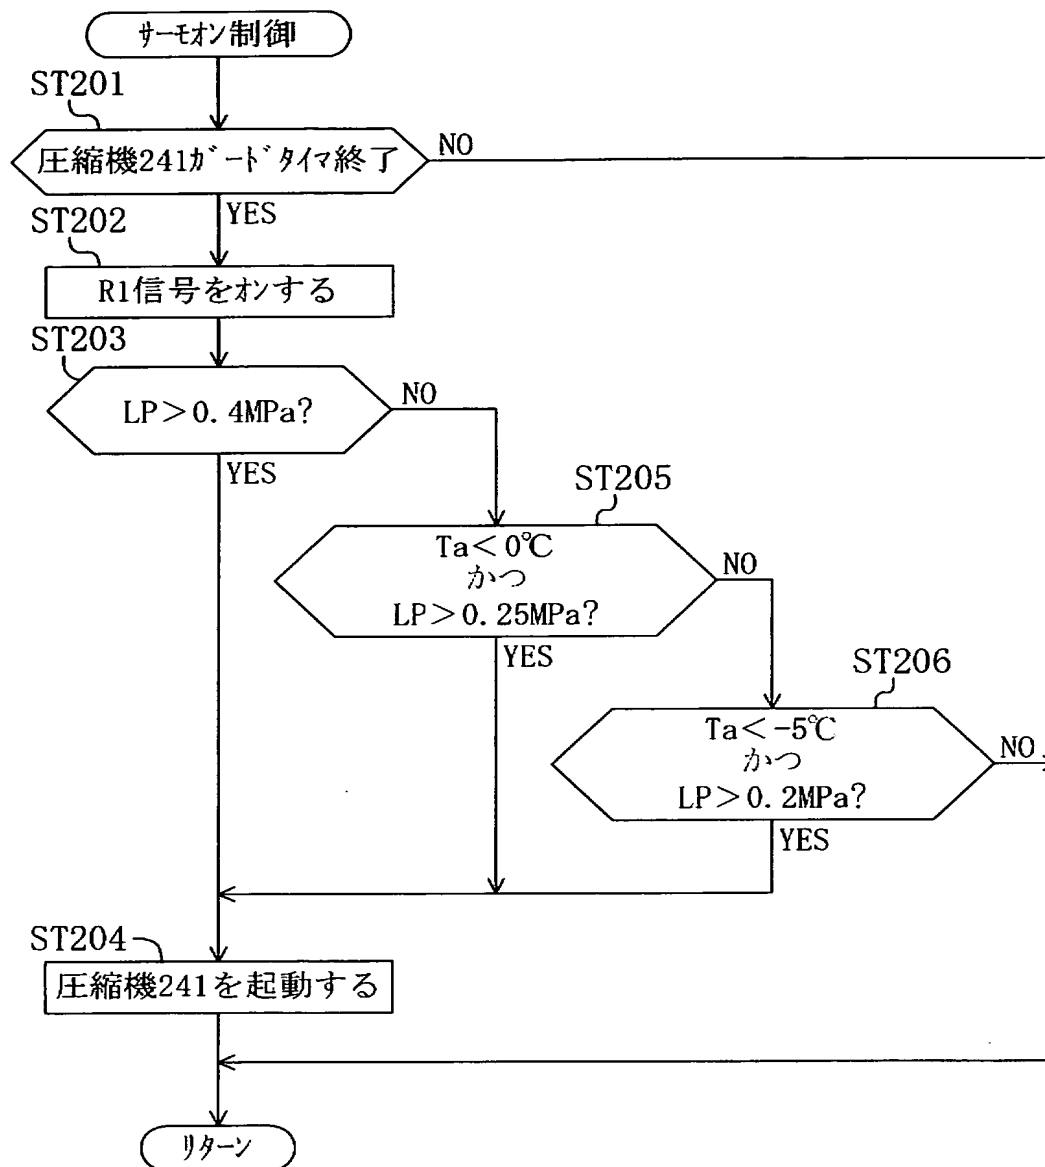 サーモオン制御
ST201
圧縮機241ガードタイマ終了
NO
YES
ST202
R1信号をオンする
ST203
LP＞0.4MPa?
NO
YES
ST205
Ta＜0℃
かつ
LP＞0.25MPa?
NO
YES
ST206
Ta＜-5℃
かつ
LP＞0.2MPa?
NO
YES
ST204
圧縮機241を起動する
リターン